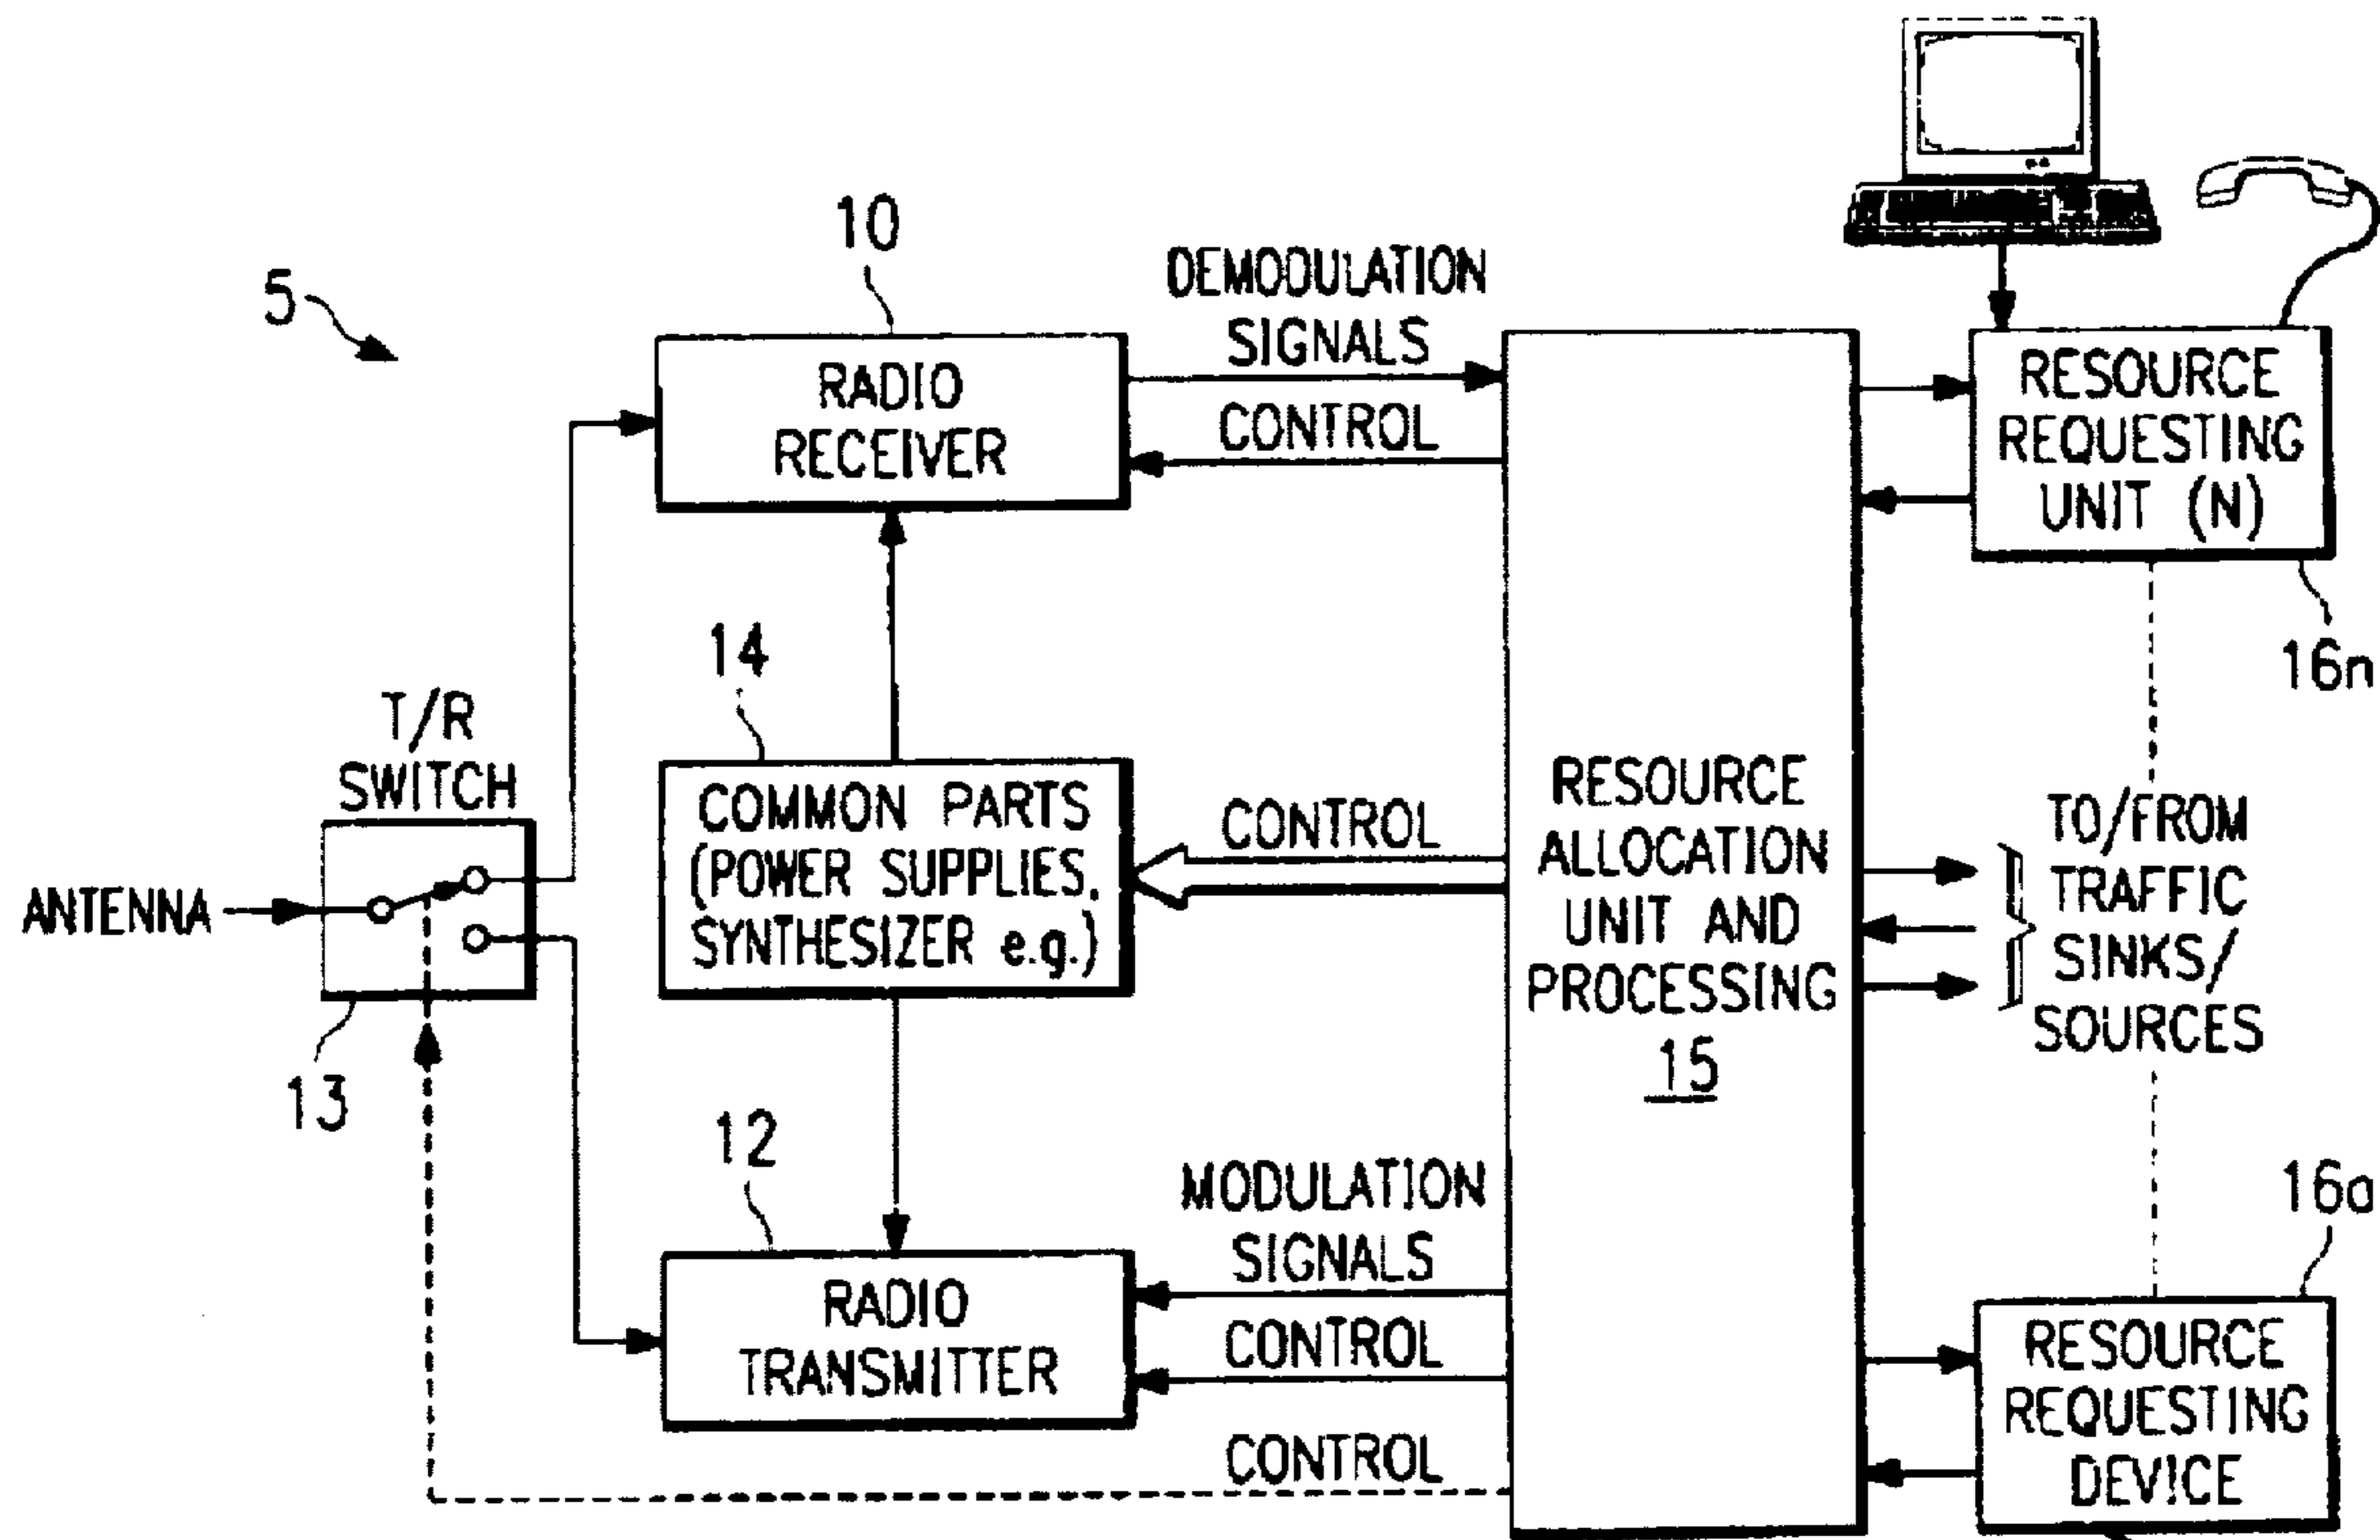 10
5
DEMODULATION
SIGNALS
RADIO
RECEIVER
CONTROL
RESOURCE
REQUESTING
UNIT (N)
16n
14
T/R
SWITCH
COMMON PARTS
(POWER SUPPLIES,
SYNTHESIZER e.g.)
CONTROL
ANTENNA
13
RESOURCE
ALLOCATION
UNIT AND
PROCESSING
15
TO/FROM
TRAFFIC
SINKS/
SOURCES
12
MODULATION
SIGNALS
RADIO
TRANSMITTER
CONTROL
CONTROL
16a
RESOURCE
REQUESTING
DEVICE